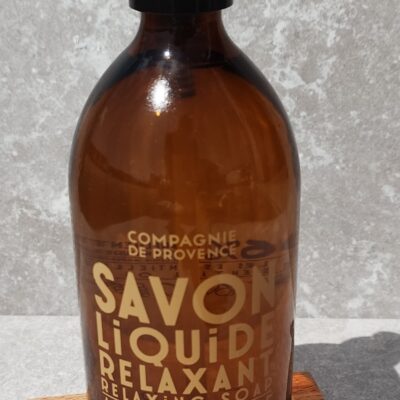 COMPAGNIE
DE PROVENCE
SAVON
LiQUiDE
RELAXANT
RELAXiNG SOAP